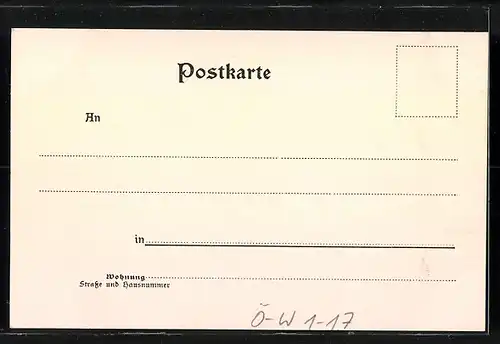 Postkarte
An
in
Wohnung
Straße und Hausnummer
Ö-W 1-17